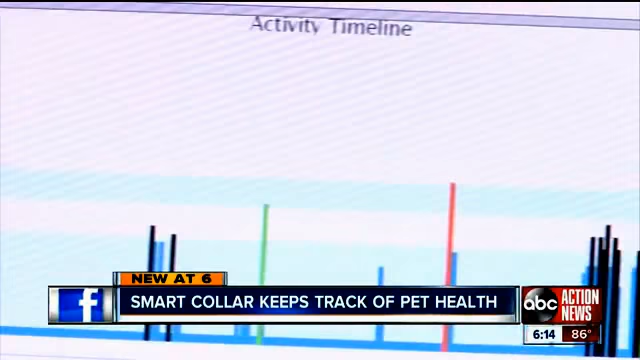 Activity Timeline
NEW AT 6
SMART COLLAR KEEPS TRACK OF PET HEALTH
f
abc ACTION NEWS
6:14 86°